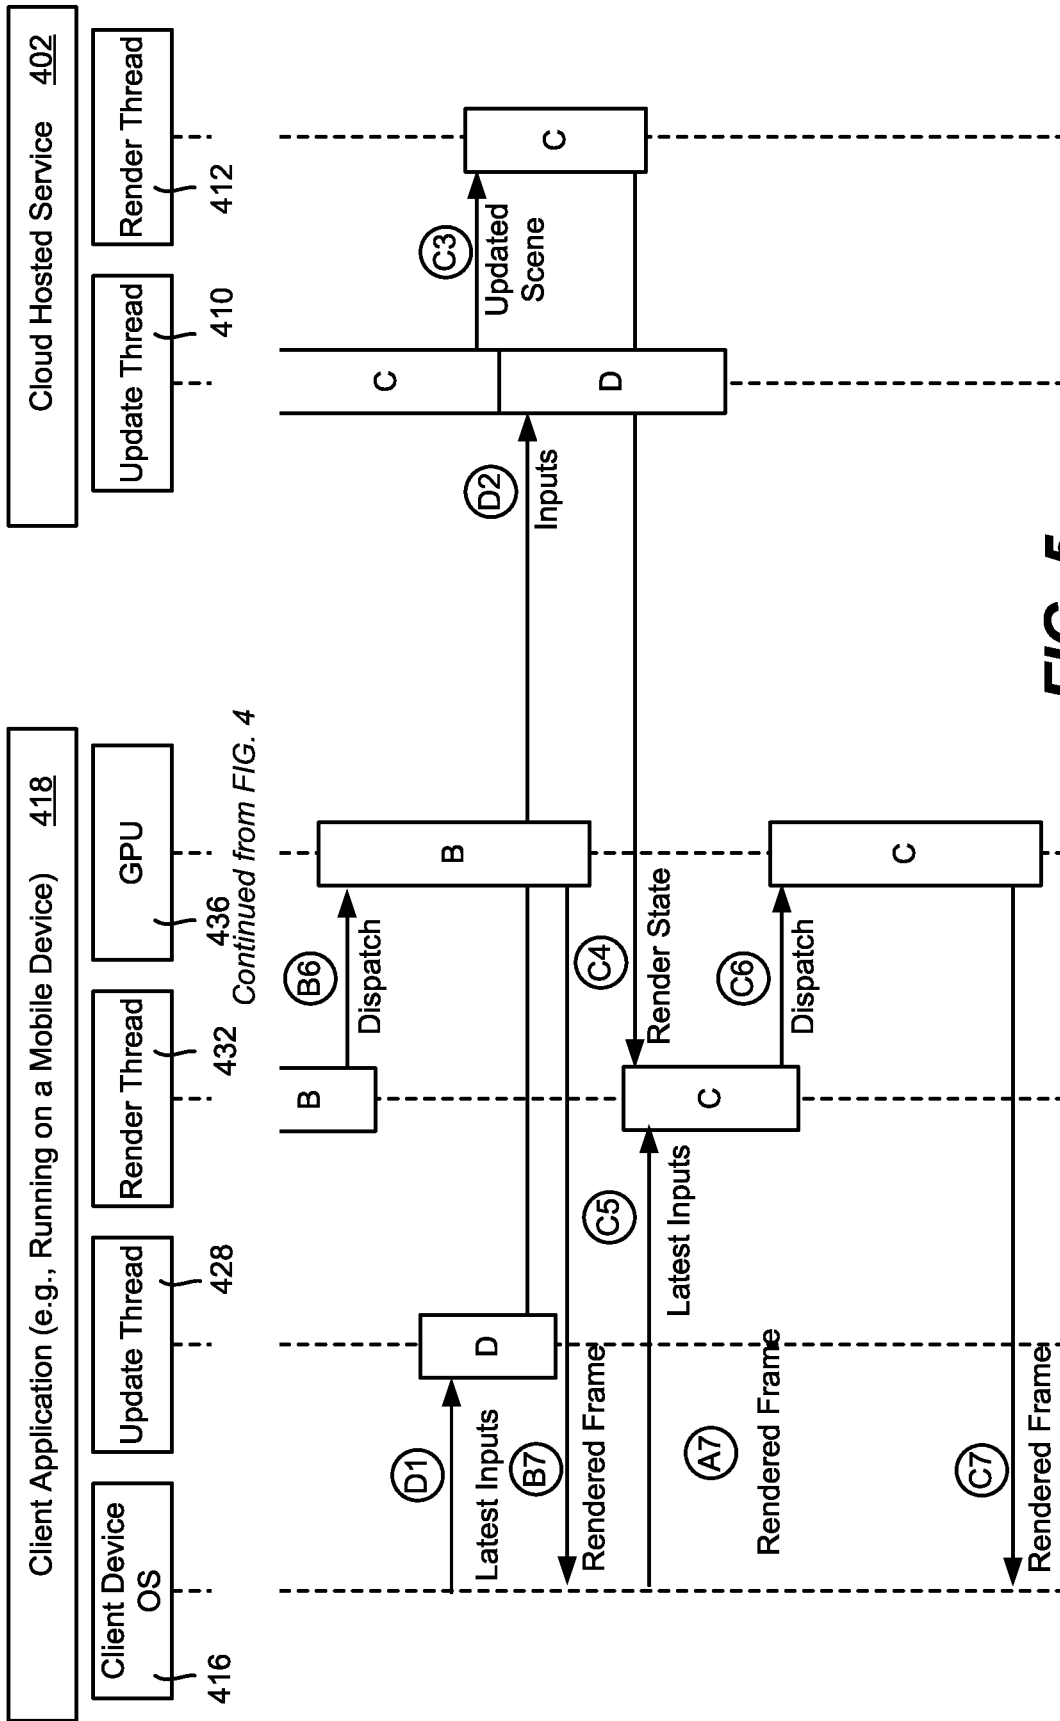 Client Application (e.g., Running on a Mobile Device) 418
Cloud Hosted Service 402
Client Device
OS
Update Thread
Render Thread
GPU
Update Thread
Render Thread
416
428
432
436
410
412
Continued from FIG. 4
B
B6
Dispatch
B
C
D1
Latest Inputs
D
C3
Updated
Scene
C
D2
Inputs
D
B7
Rendered Frame
C4
Render State
C5
Latest Inputs
C
A7
Rendered Frame
C6
Dispatch
C
C7
Rendered Frame
FIG. 5